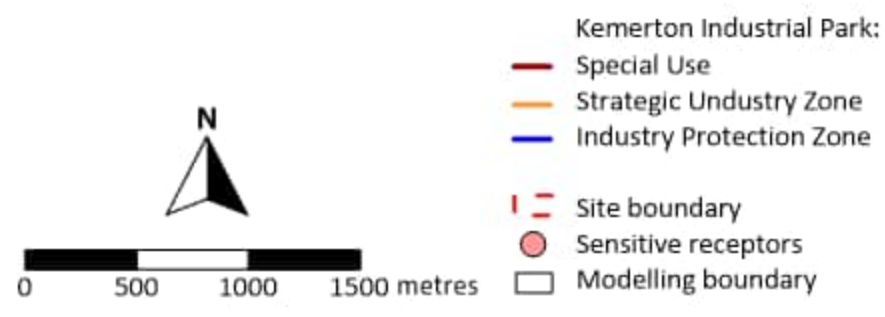 Kemerton Industrial Park:
Special Use
Strategic Undustry Zone
Industry Protection Zone
N
Site boundary
Sensitive receptors
Modelling boundary
0 500 1000 1500 metres